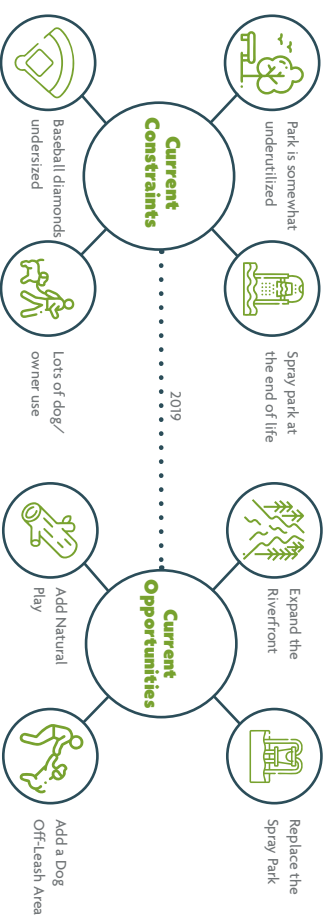 Park is somewhat
underutilized
Spray park at
the end of life
Current
Constraints
Baseball diamonds
undersized
Lots of dog/
owner use
2019
Expand the
Riverfront
Replace the
Spray Park
Current
Opportunities
Add Natural
Play
Add a Dog
Off-Leash Area